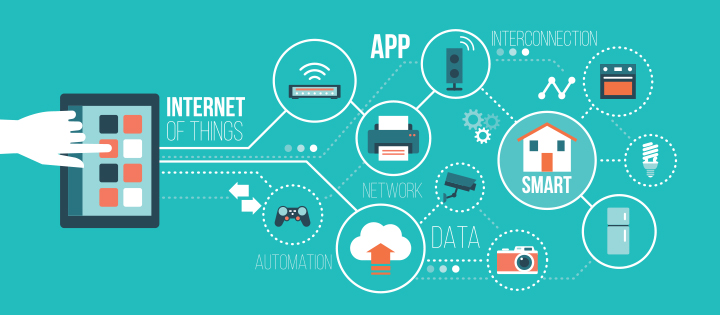 APP
INTERCONNECTION
INTERNET
OF THINGS
NETWORK
SMART
DATA
AUTOMATION